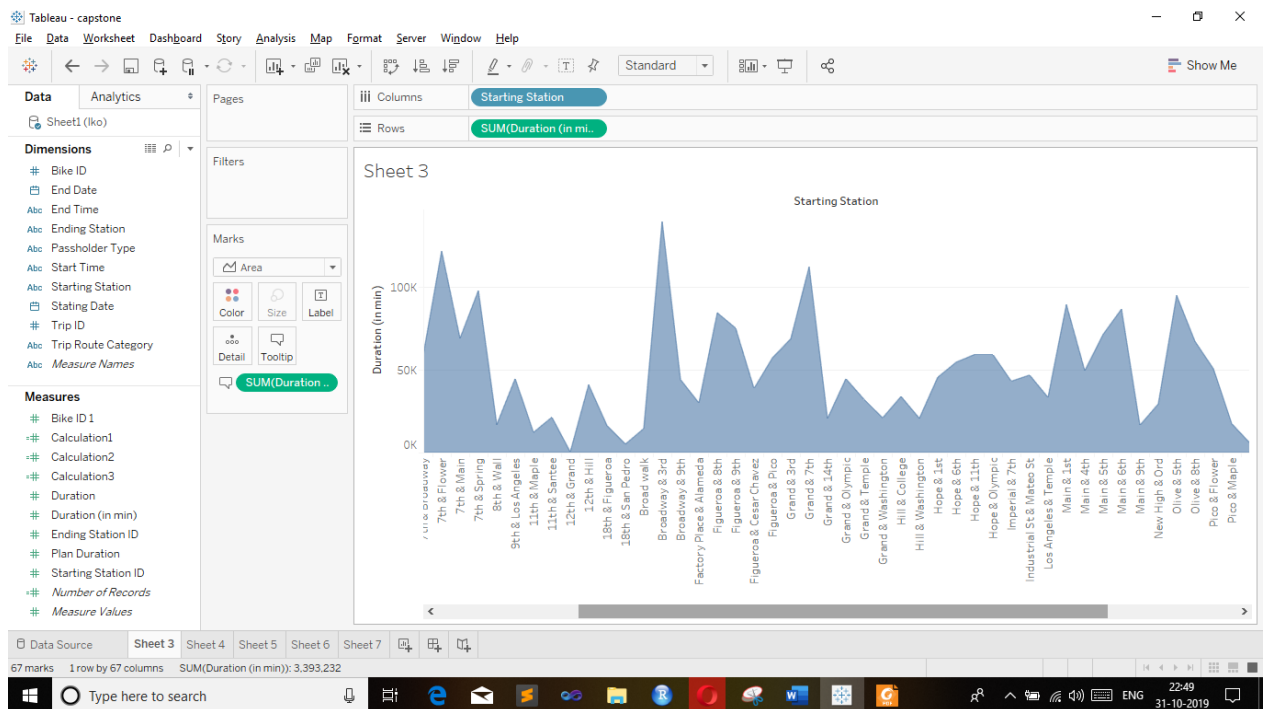 Tableau - capstone
File Data Worksheet Dashboard Story Analysis Map Format Server Window Help
Standard
Show Me
Data Analytics
Sheet1 (lko)
Dimensions
# Bike ID
End Date
Abc End Time
Abc Ending Station
Abc Passholder Type
Abc Start Time
Abc Starting Station
Stating Date
# Trip ID
Abc Trip Route Category
Abc Measure Names
Measures
# Bike ID 1
=# Calculation1
=# Calculation2
=# Calculation3
# Duration
# Duration (in min)
# Ending Station ID
# Plan Duration
# Starting Station ID
=# Number of Records
# Measure Values
Pages
Filters
Marks
Area
Color Size Label
Detail Tooltip
SUM(Duration ..
Columns Starting Station
Rows SUM(Duration (in mi..
Sheet 3
Starting Station
Duration (in min)
100K
50K
0K
7th & Broadway
7th & Flower
7th & Main
7th & Spring
8th & Wall
9th & Los Angeles
11th & Maple
11th & Santee
12th & Grand
12th & Hill
18th & Figueroa
18th & San Pedro
Broad walk
Broadway & 3rd
Broadway & 9th
Factory Place & Alameda
Figueroa & 8th
Figueroa & 9th
Figueroa & Cesar Chavez
Figueroa & Pico
Grand & 3rd
Grand & 7th
Grand & 14th
Grand & Olympic
Grand & Temple
Grand & Washington
Hill & College
Hill & Washington
Hope & 1st
Hope & 6th
Hope & 11th
Hope & Olympic
Imperial & 7th
Industrial St & Mateo St
Los Angeles & Temple
Main & 1st
Main & 4th
Main & 5th
Main & 6th
Main & 9th
New High & Ord
Olive & 5th
Olive & 8th
Pico & Flower
Pico & Maple
Data Source Sheet 3 Sheet 4 Sheet 5 Sheet 6 Sheet 7
67 marks 1 row by 67 columns SUM(Duration (in min)): 3,393,232
Type here to search
ENG
22:49
31-10-2019